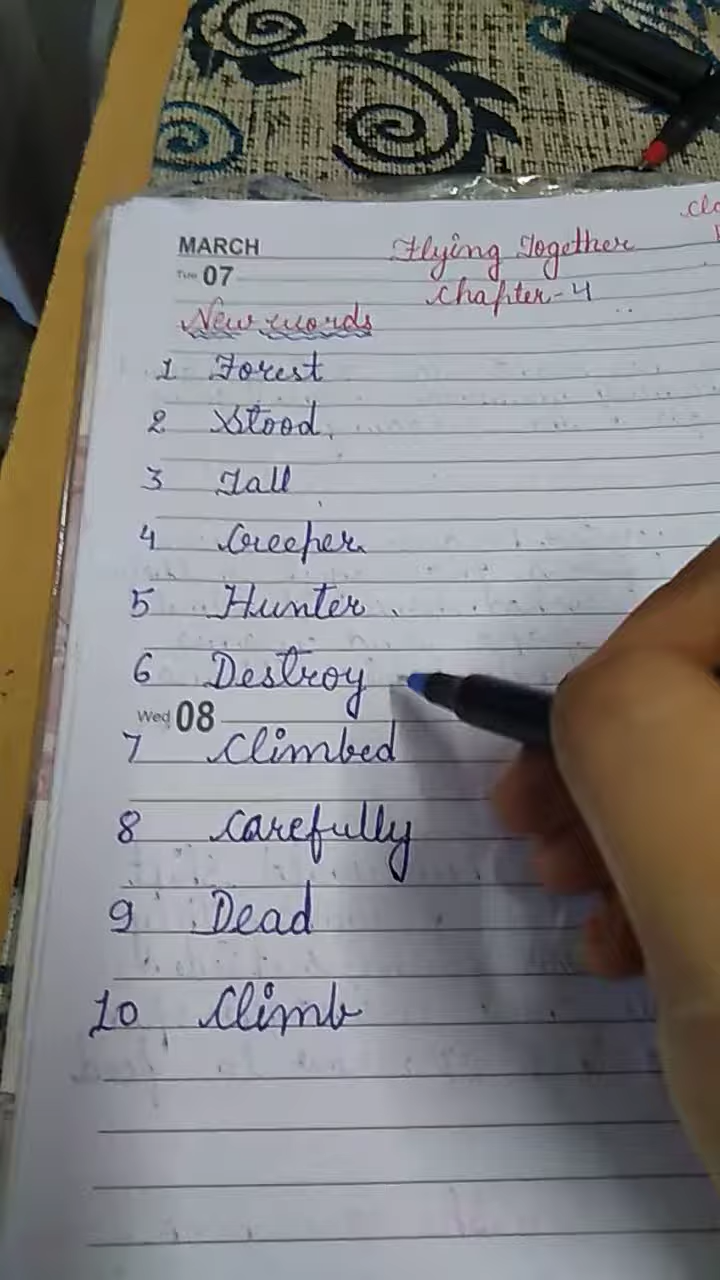 MARCH Flying Together
Tue 07 Chapter-4
New words
1 Forest
2 Stood.
3 Tall
4 Creeper
5 Hunter
6 Destroy
Wed 08
7 Climbed
8 Carefully
9 Dead
10 Climb